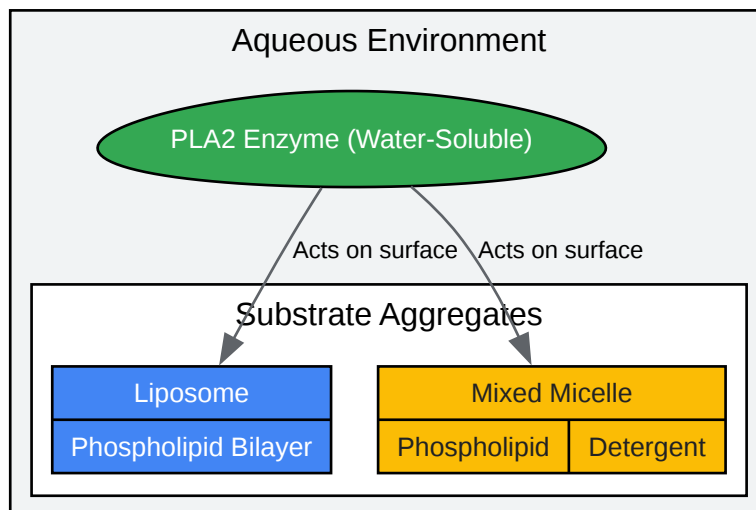 Aqueous Environment
PLA2 Enzyme (Water-Soluble)
Acts on surface
Acts on surface
Substrate Aggregates
Liposome
Phospholipid Bilayer
Mixed Micelle
Phospholipid
Detergent